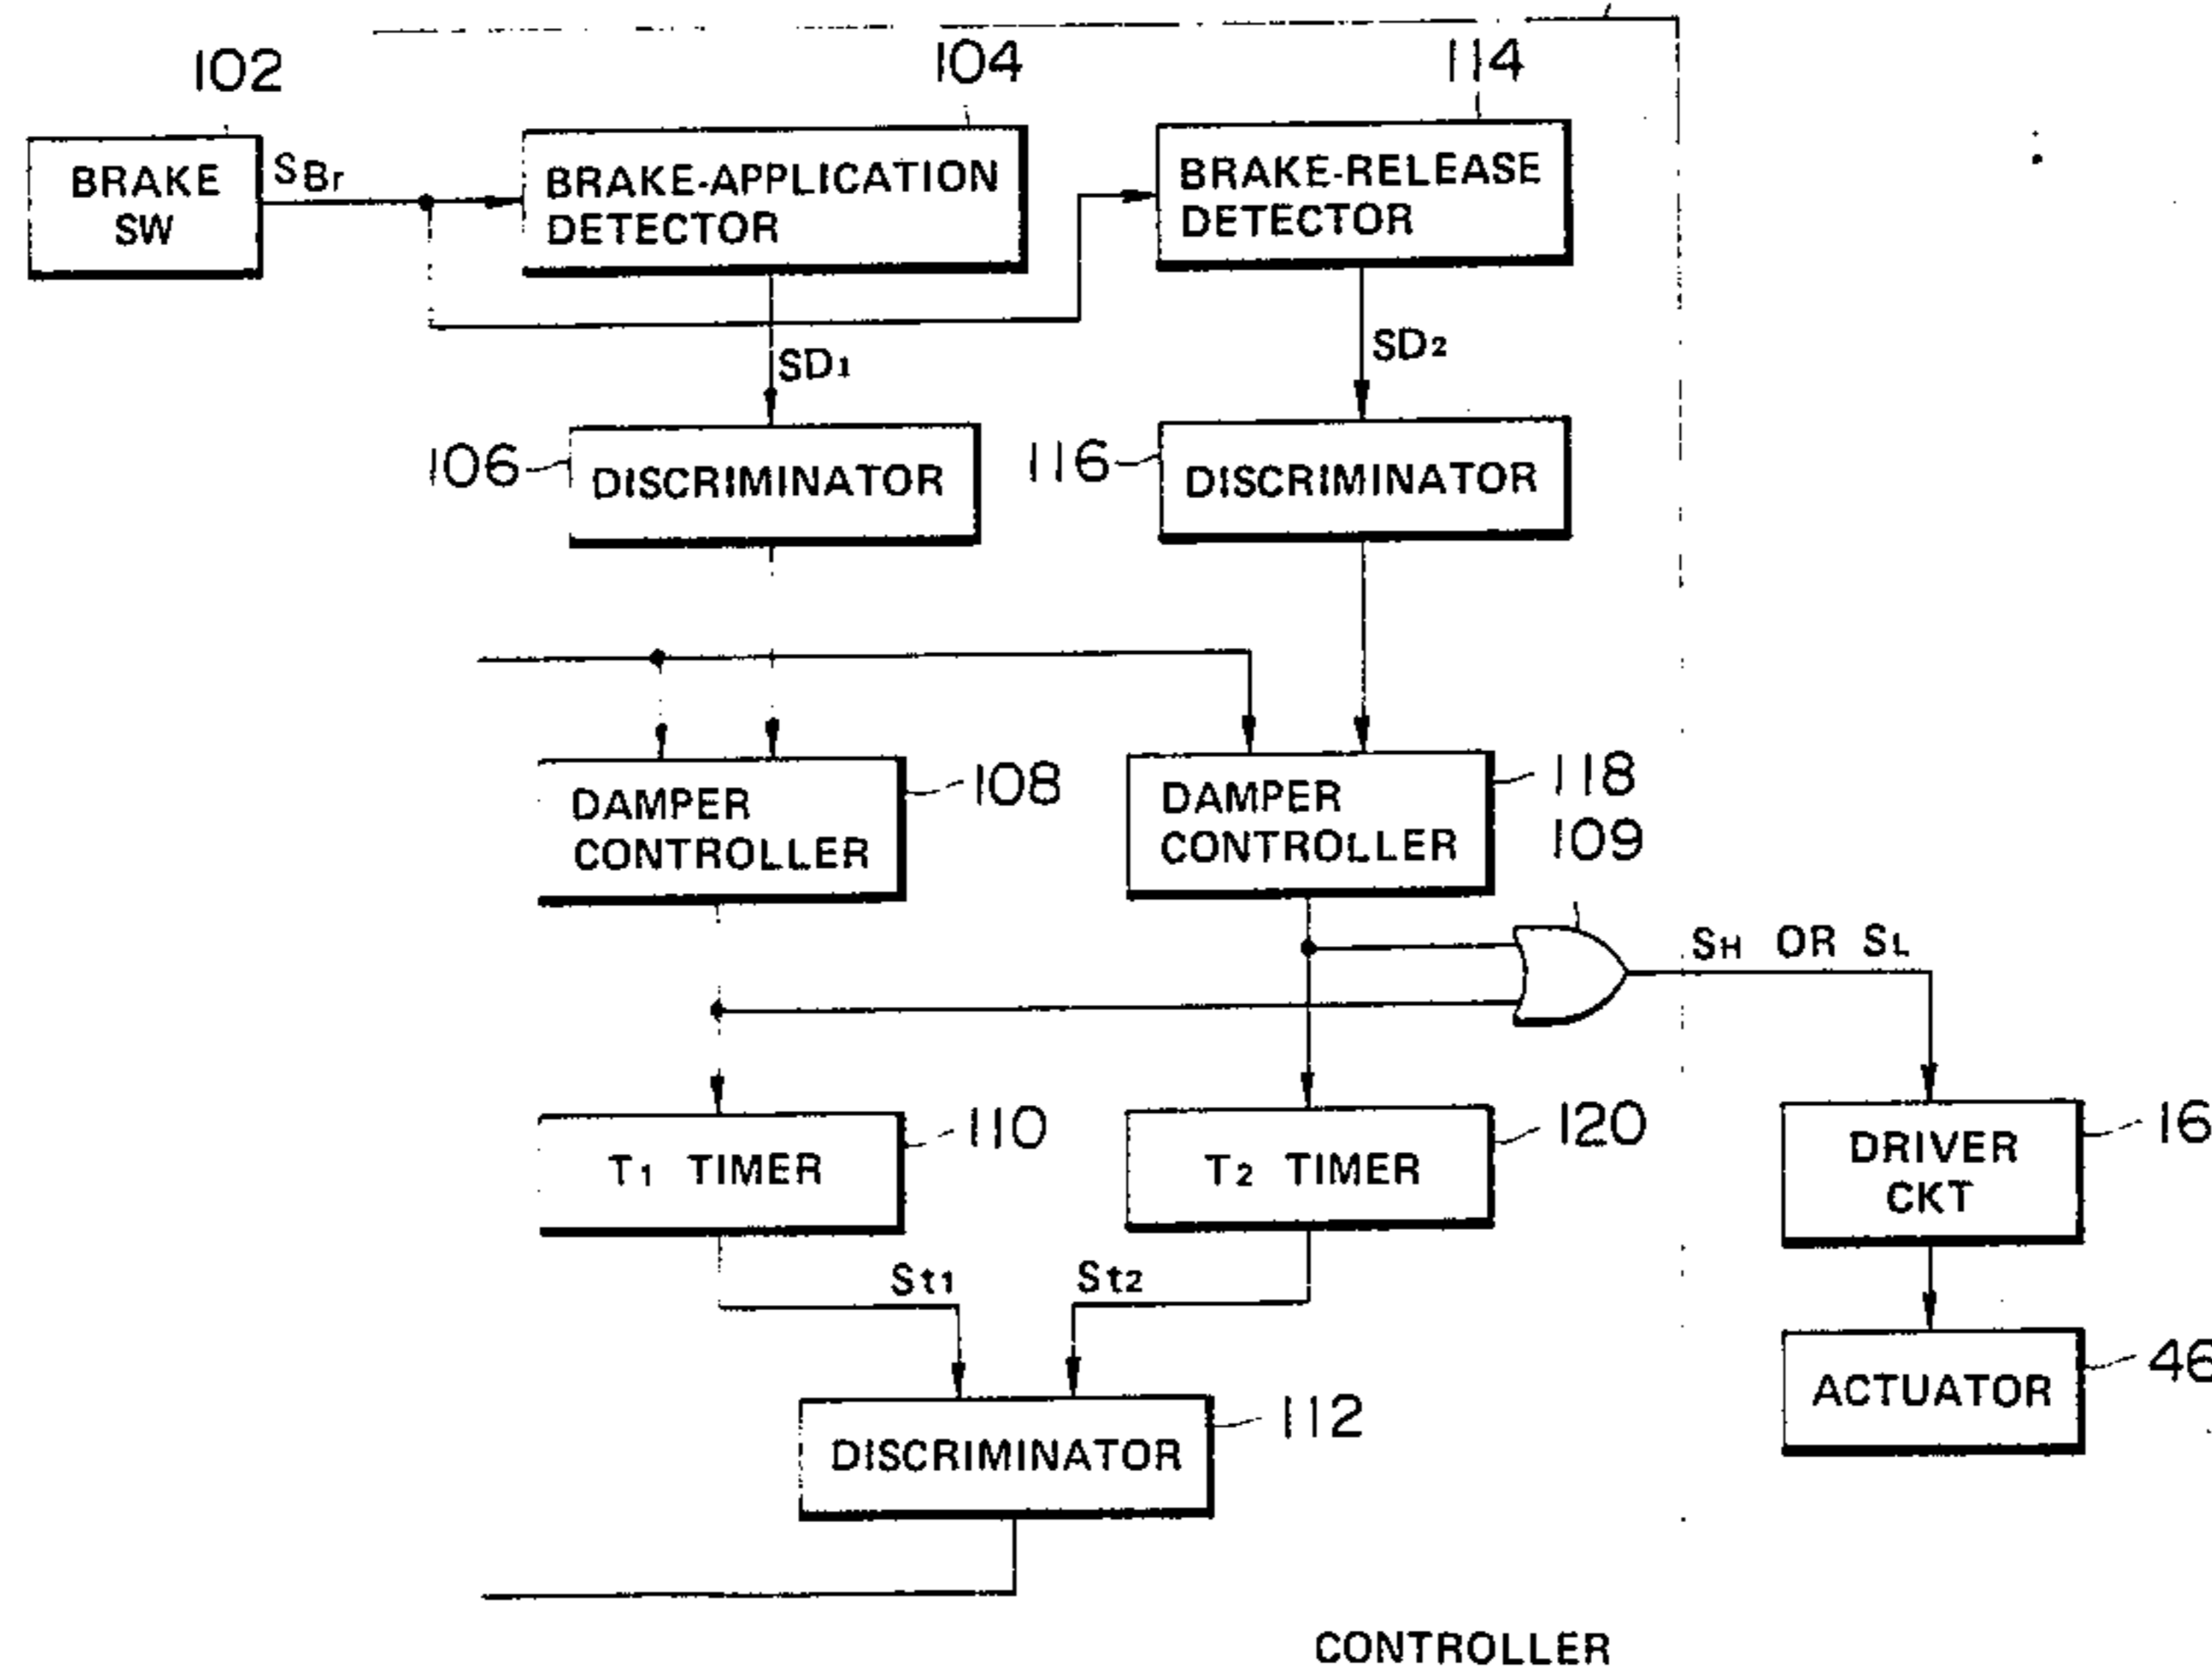 102
104
114
BRAKE
SW
SBr
BRAKE-APPLICATION
DETECTOR
BRAKE-RELEASE
DETECTOR
SD1
SD2
106
DISCRIMINATOR
116
DISCRIMINATOR
DAMPER
CONTROLLER
108
DAMPER
CONTROLLER
118
109
SH OR SL
T1 TIMER
110
T2 TIMER
120
DRIVER
CKT
16
St1
St2
ACTUATOR
46
DISCRIMINATOR
112
CONTROLLER